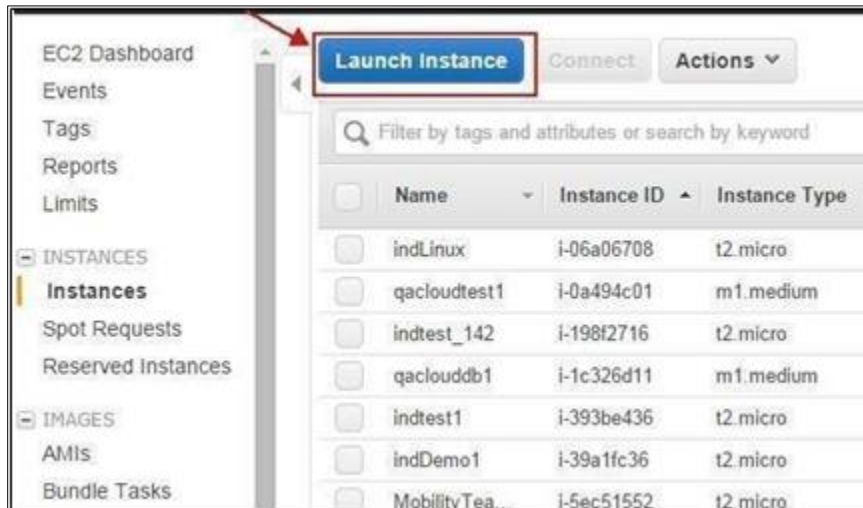 EC2 Dashboard
Events
Tags
Reports
Limits
INSTANCES
Instances
Spot Requests
Reserved Instances
IMAGES
AMIs
Bundle Tasks
Launch Instance Connect Actions
Filter by tags and attributes or search by keyword
Name Instance ID Instance Type
indLinux i-06a06708 t2.micro
qacloudtest1 i-0a494c01 m1.medium
indtest_142 i-198f2716 t2.micro
qaclouddb1 i-1c326d11 m1.medium
indtest1 i-393be436 t2.micro
indDemo1 i-39a1fc36 t2.micro
MobilityTea... i-5ec51552 t2.micro